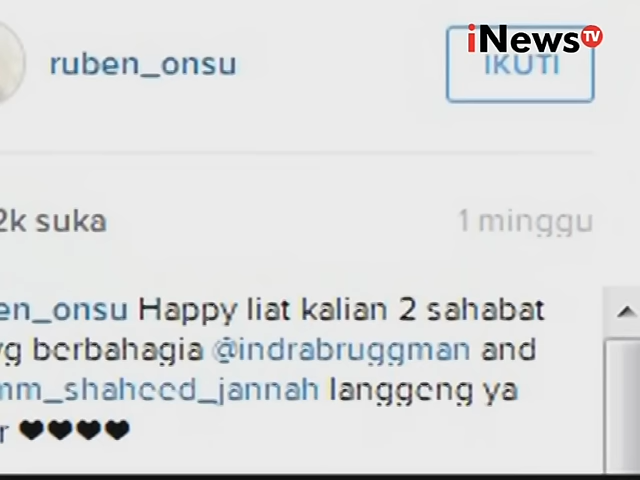 iNews TV
ruben_onsu
IKUTI
2k suka
1 minggu
en_onsu Happy liat kalian 2 sahabat
yg berbahagia @indrabruggman and
mm_shaheed_jannah langgeng ya
r ♥♥♥♥